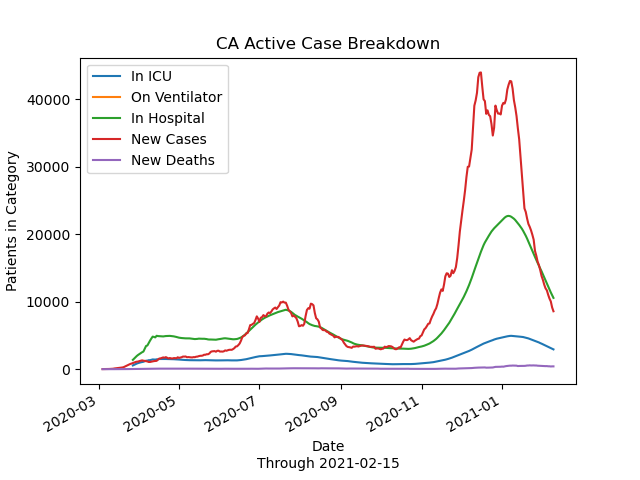 CA Active Case Breakdown
In ICU
On Ventilator
In Hospital
New Cases
New Deaths
Patients in Category
40000
30000
20000
10000
0
2020-03
2020-05
2020-07
2020-09
2020-11
2021-01
Date
Through 2021-02-15